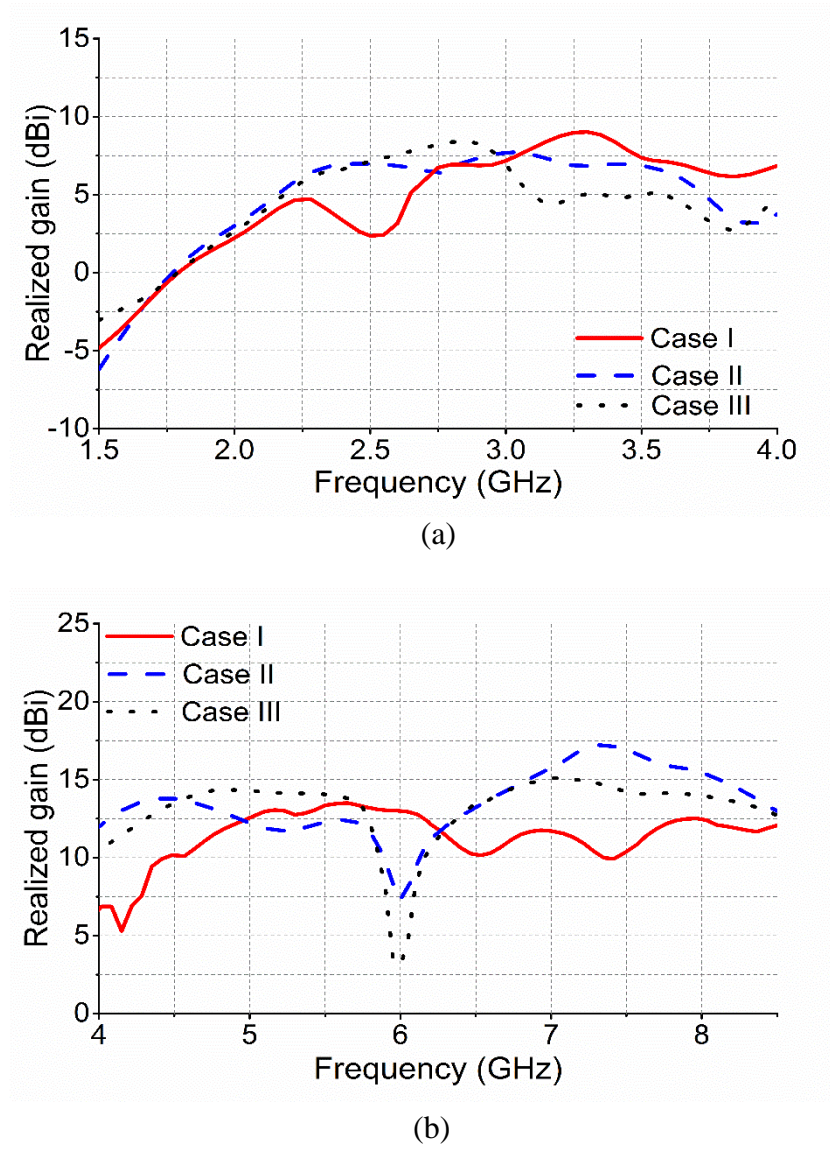 15
10
5
0
-5
-10
Realized gain (dBi)
Case I
Case II
Case III
1.5 2.0 2.5 3.0 3.5 4.0
Frequency (GHz)
(a)
25
20
15
10
5
0
Realized gain (dBi)
Case I
Case II
Case III
4 5 6 7 8
Frequency (GHz)
(b)